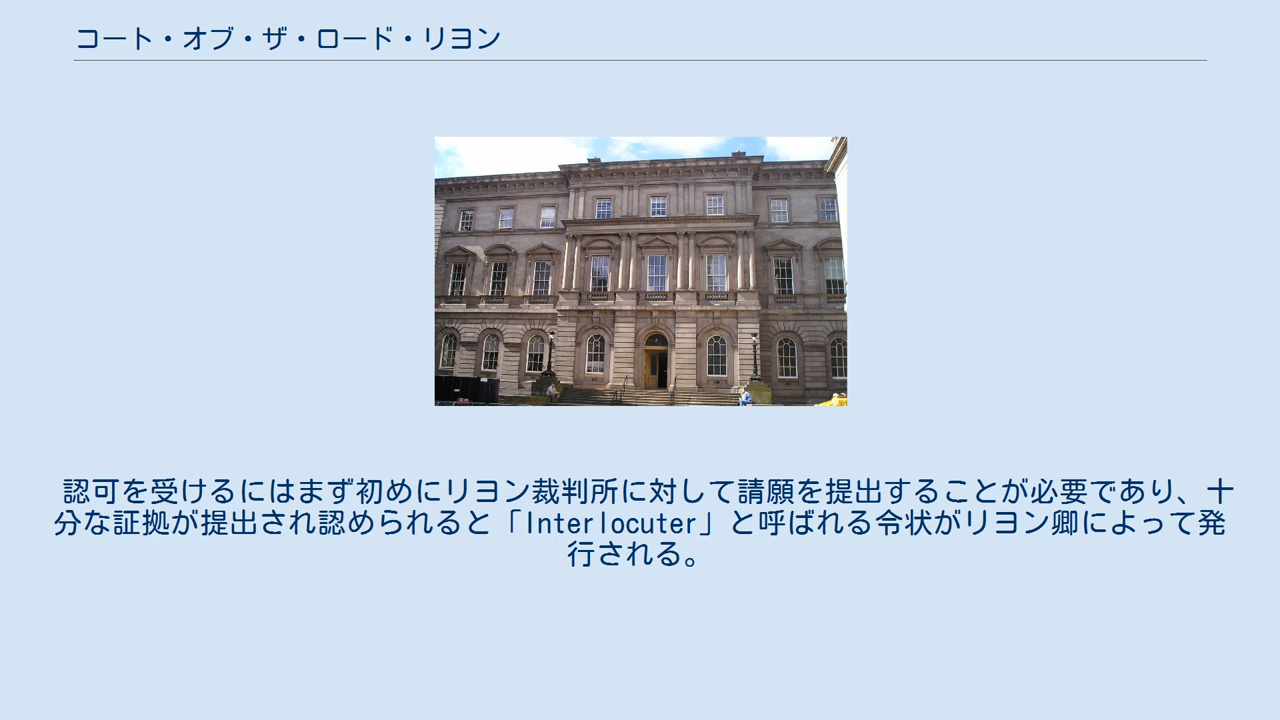 コート・オブ・ザ・ロード・リヨン
認可を受けるにはまず初めにリヨン裁判所に対して請願を提出することが必要であり、十
分な証拠が提出され認められると「Interlocuter」と呼ばれる令状がリヨン卿によって発
行される。